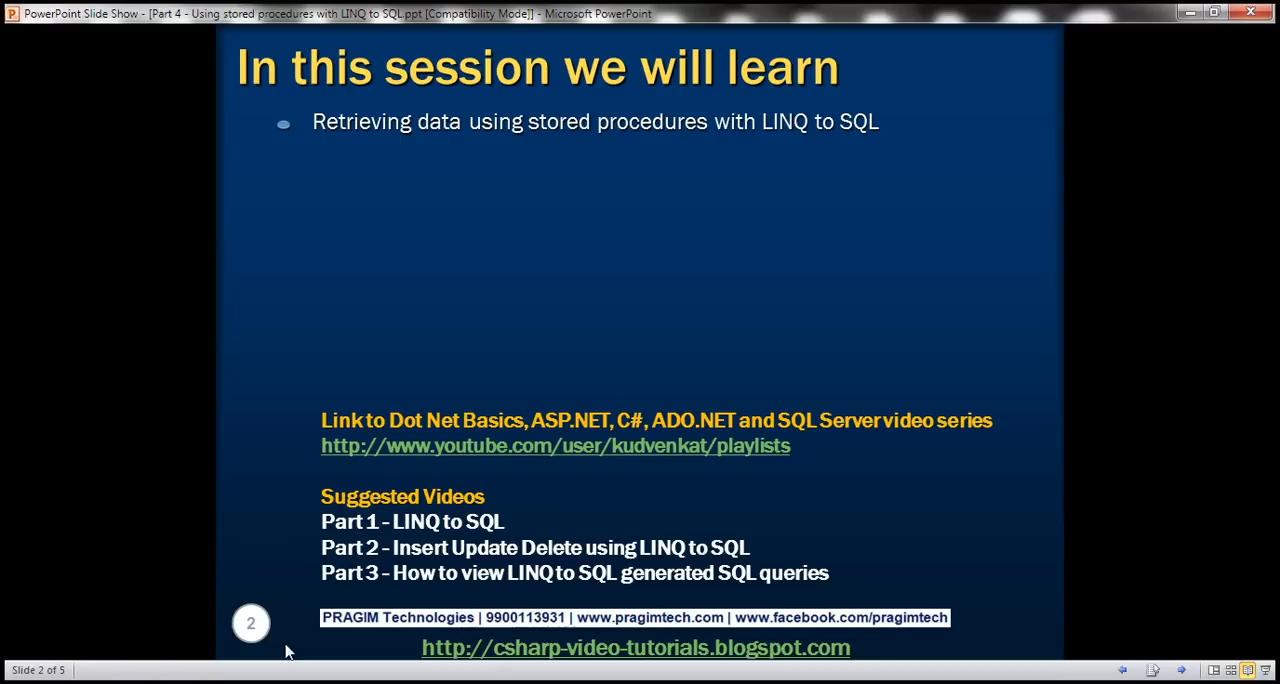 PowerPoint Slide Show - [Part 4 - Using stored procedures with LINQ to SQL.ppt [Compatibility Mode]] - Microsoft PowerPoint
In this session we will learn
Retrieving data using stored procedures with LINQ to SQL
Link to Dot Net Basics, ASP.NET, C#, ADO.NET and SQL Server video series
http://www.youtube.com/user/kudvenkat/playlists
Suggested Videos
Part 1 - LINQ to SQL
Part 2 - Insert Update Delete using LINQ to SQL
Part 3 - How to view LINQ to SQL generated SQL queries
PRAGIM Technologies | 9900113931 | www.pragimtech.com | www.facebook.com/pragimtech
2
http://csharp-video-tutorials.blogspot.com
Slide 2 of 5